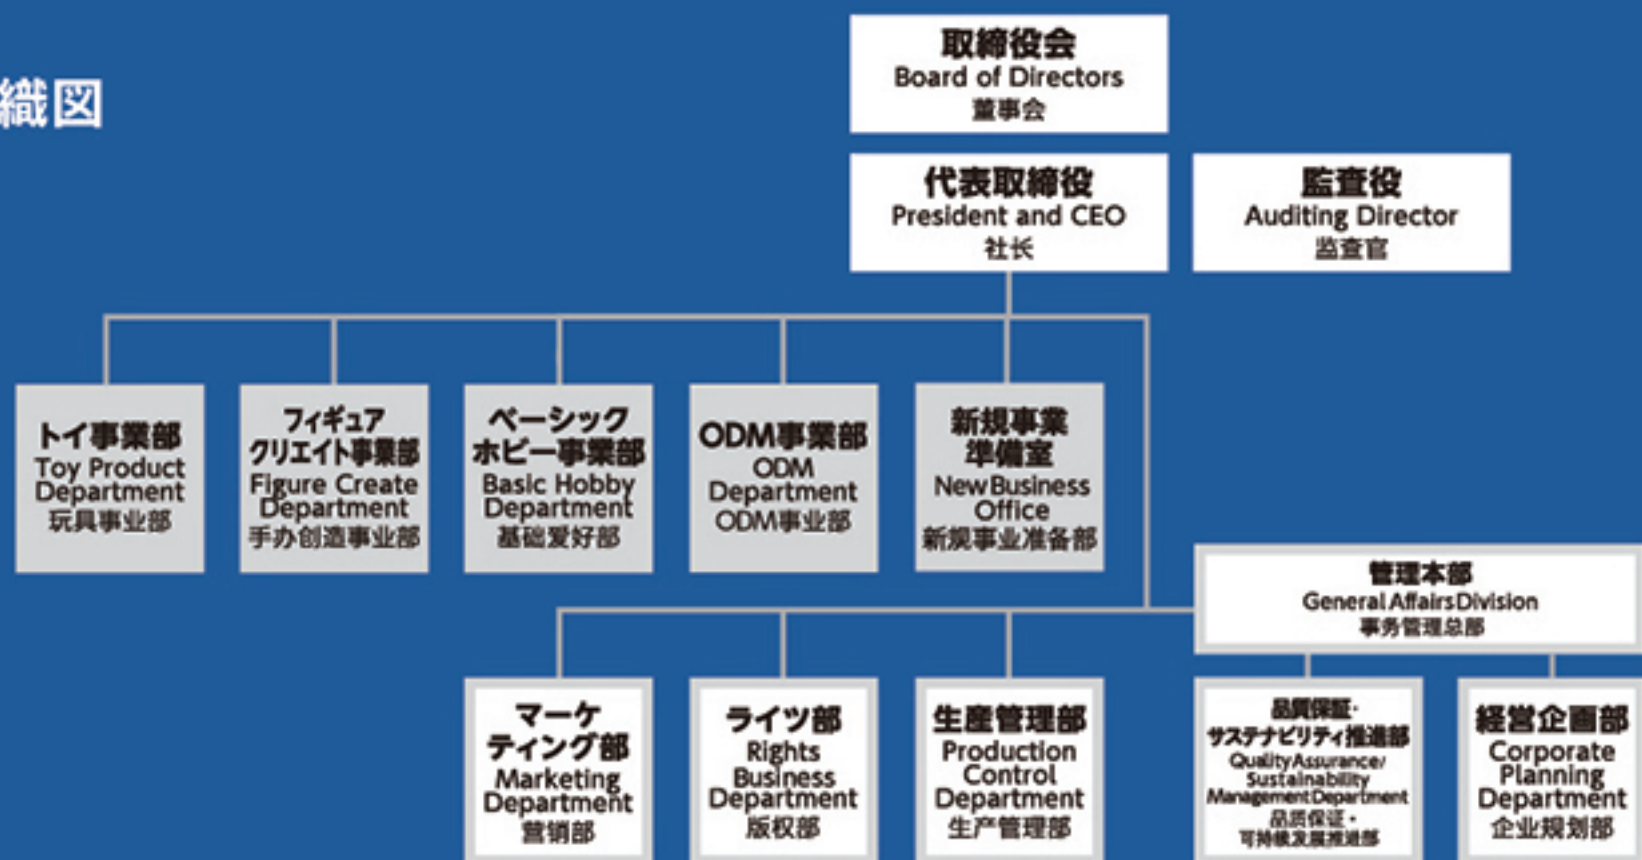 織図
取締役会
Board of Directors
董事会
代表取締役
President and CEO
社长
監査役
Auditing Director
监查官
トイ事業部
Toy Product
Department
玩具事业部
フィギュア
クリエイト事業部
Figure Create
Department
手办创造事业部
ベーシック
ホビー事業部
Basic Hobby
Department
基础爱好部
ODM事業部
ODM
Department
ODM事业部
新規事業
準備室
New Business
Office
新規事业准备部
管理本部
General Affairs Division
事务管理总部
マーケ
ティング部
Marketing
Department
营销部
ライツ部
Rights
Business
Department
版权部
生産管理部
Production
Control
Department
生产管理部
品質保証・
サステナビリティ推進部
Quality Assurance/
Sustainability
Management Department
品质保证・
可持续发展推进部
経営企画部
Corporate
Planning
Department
企业规划部